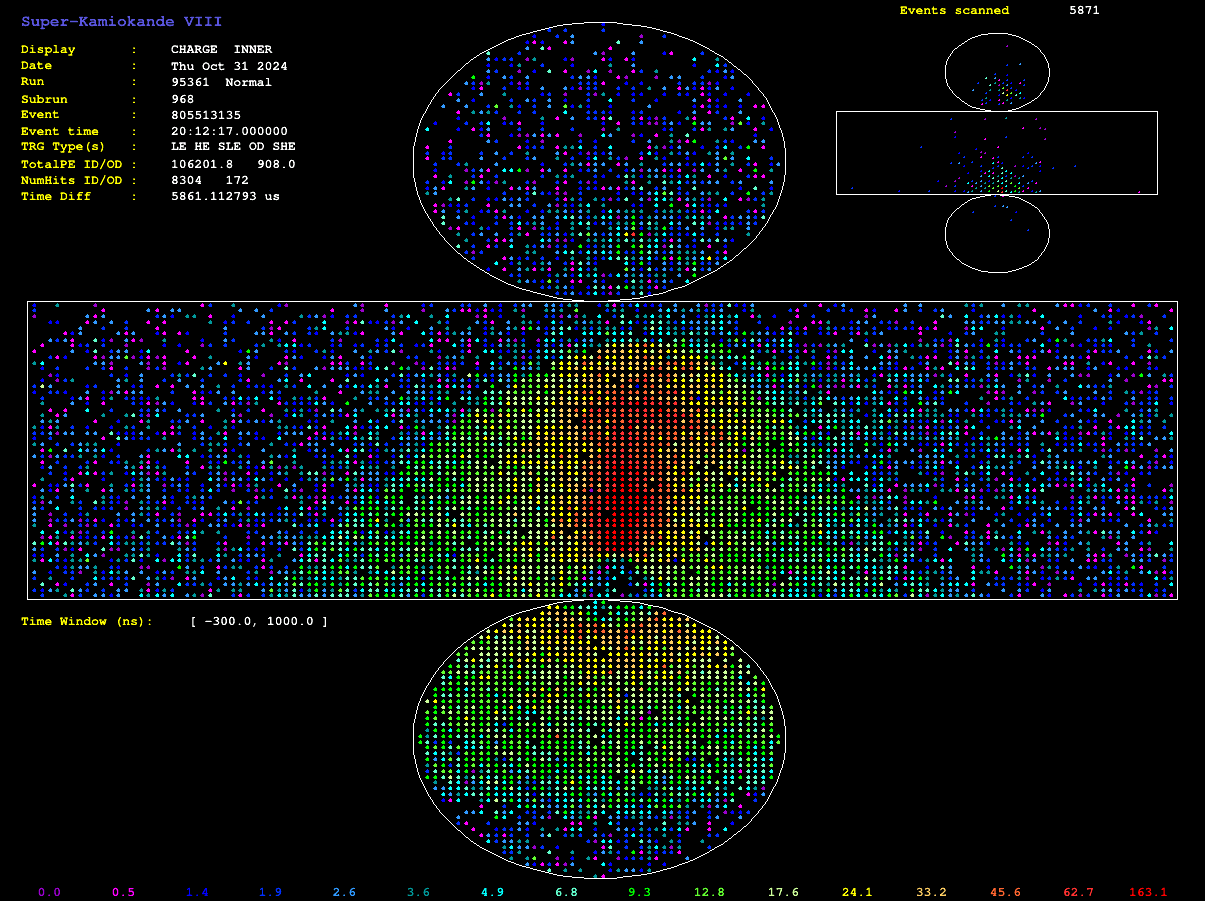 Super-Kamiokande VIII
Events scanned 5871
Display : CHARGE INNER
Date : Thu Oct 31 2024
Run : 95361 Normal
Subrun : 968
Event : 805513135
Event time : 20:12:17.000000
TRG Type(s) : LE HE SLE OD SHE
TotalPE ID/OD : 106201.8 908.0
NumHits ID/OD : 8304 172
Time Diff : 5861.112793 us
Time Window (ns): [ -300.0, 1000.0 ]
0.0 0.5 1.4 1.9 2.6 3.6 4.9 6.8 9.3 12.8 17.6 24.1 33.2 45.6 62.7 163.1